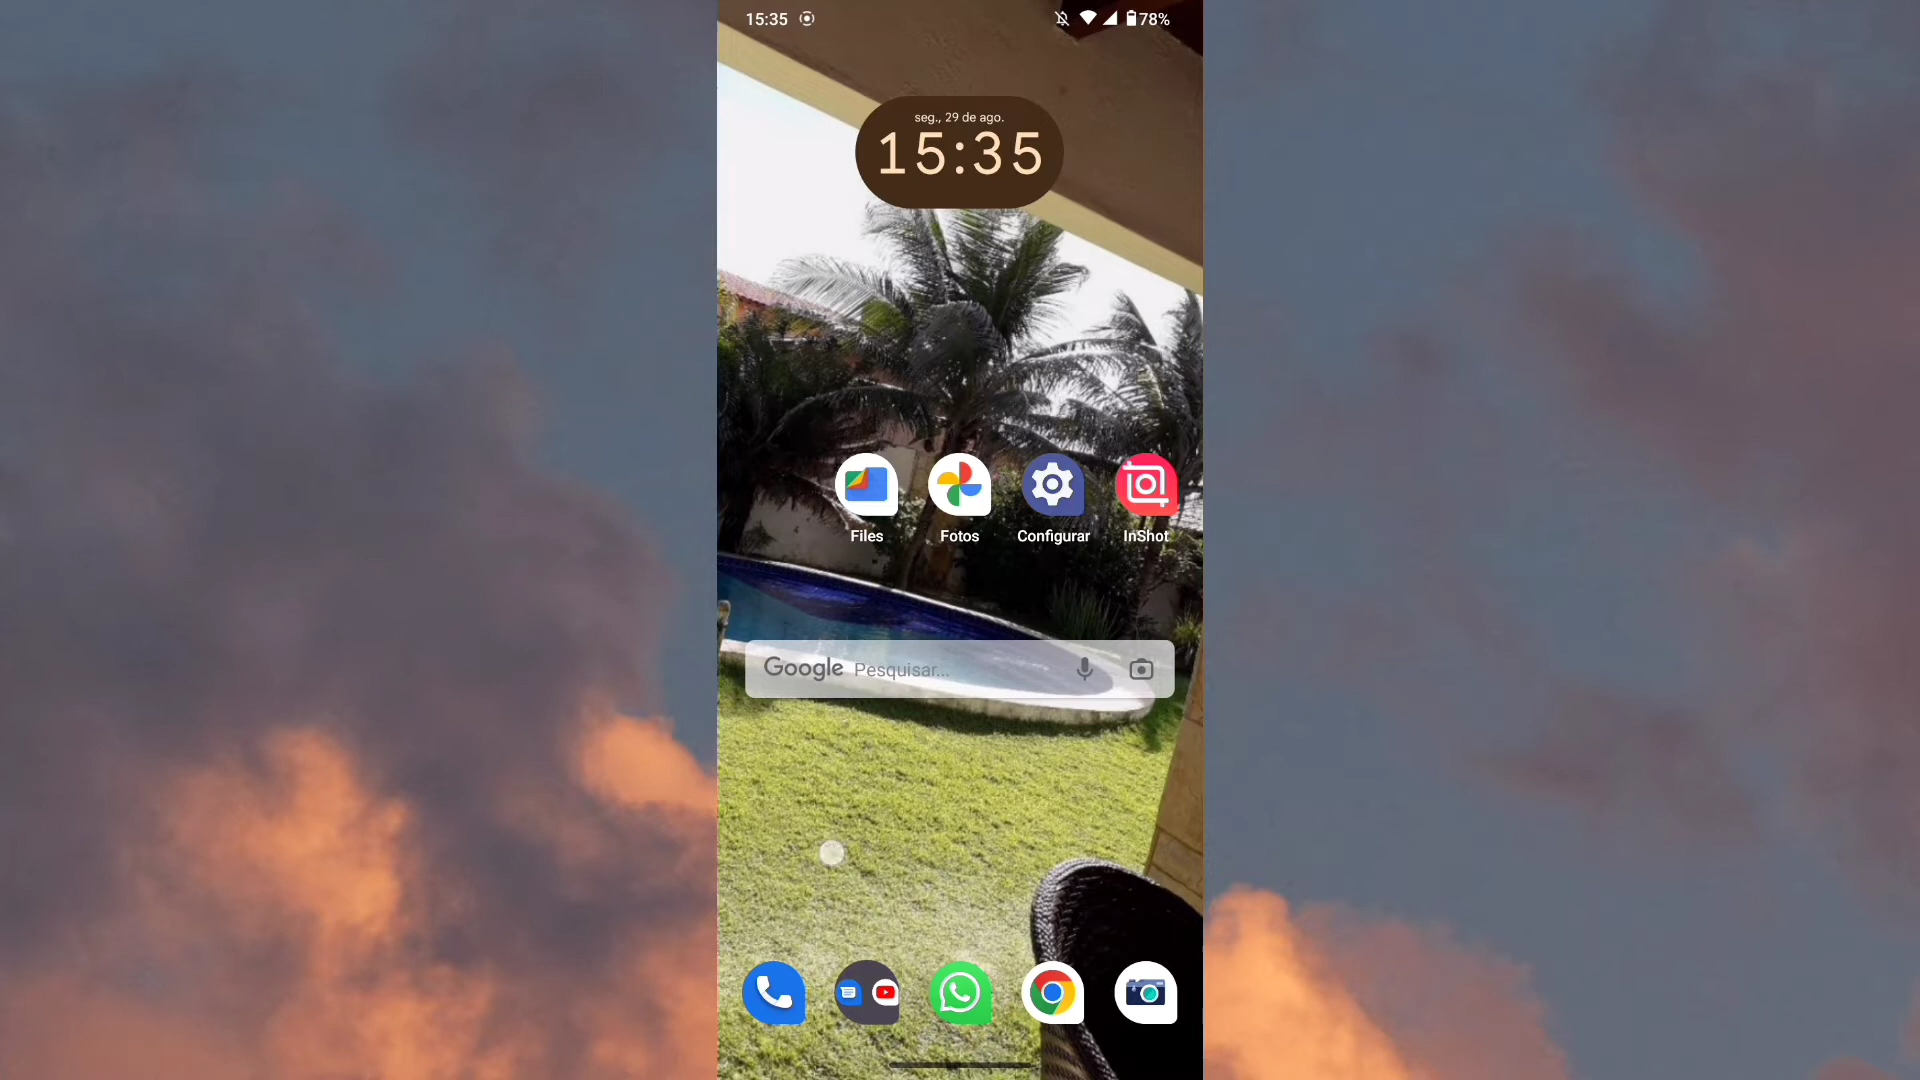 15:35
78%
seg., 29 de ago.
15:35
Files
Fotos
Configurar
InShot
Google Pesquisar...